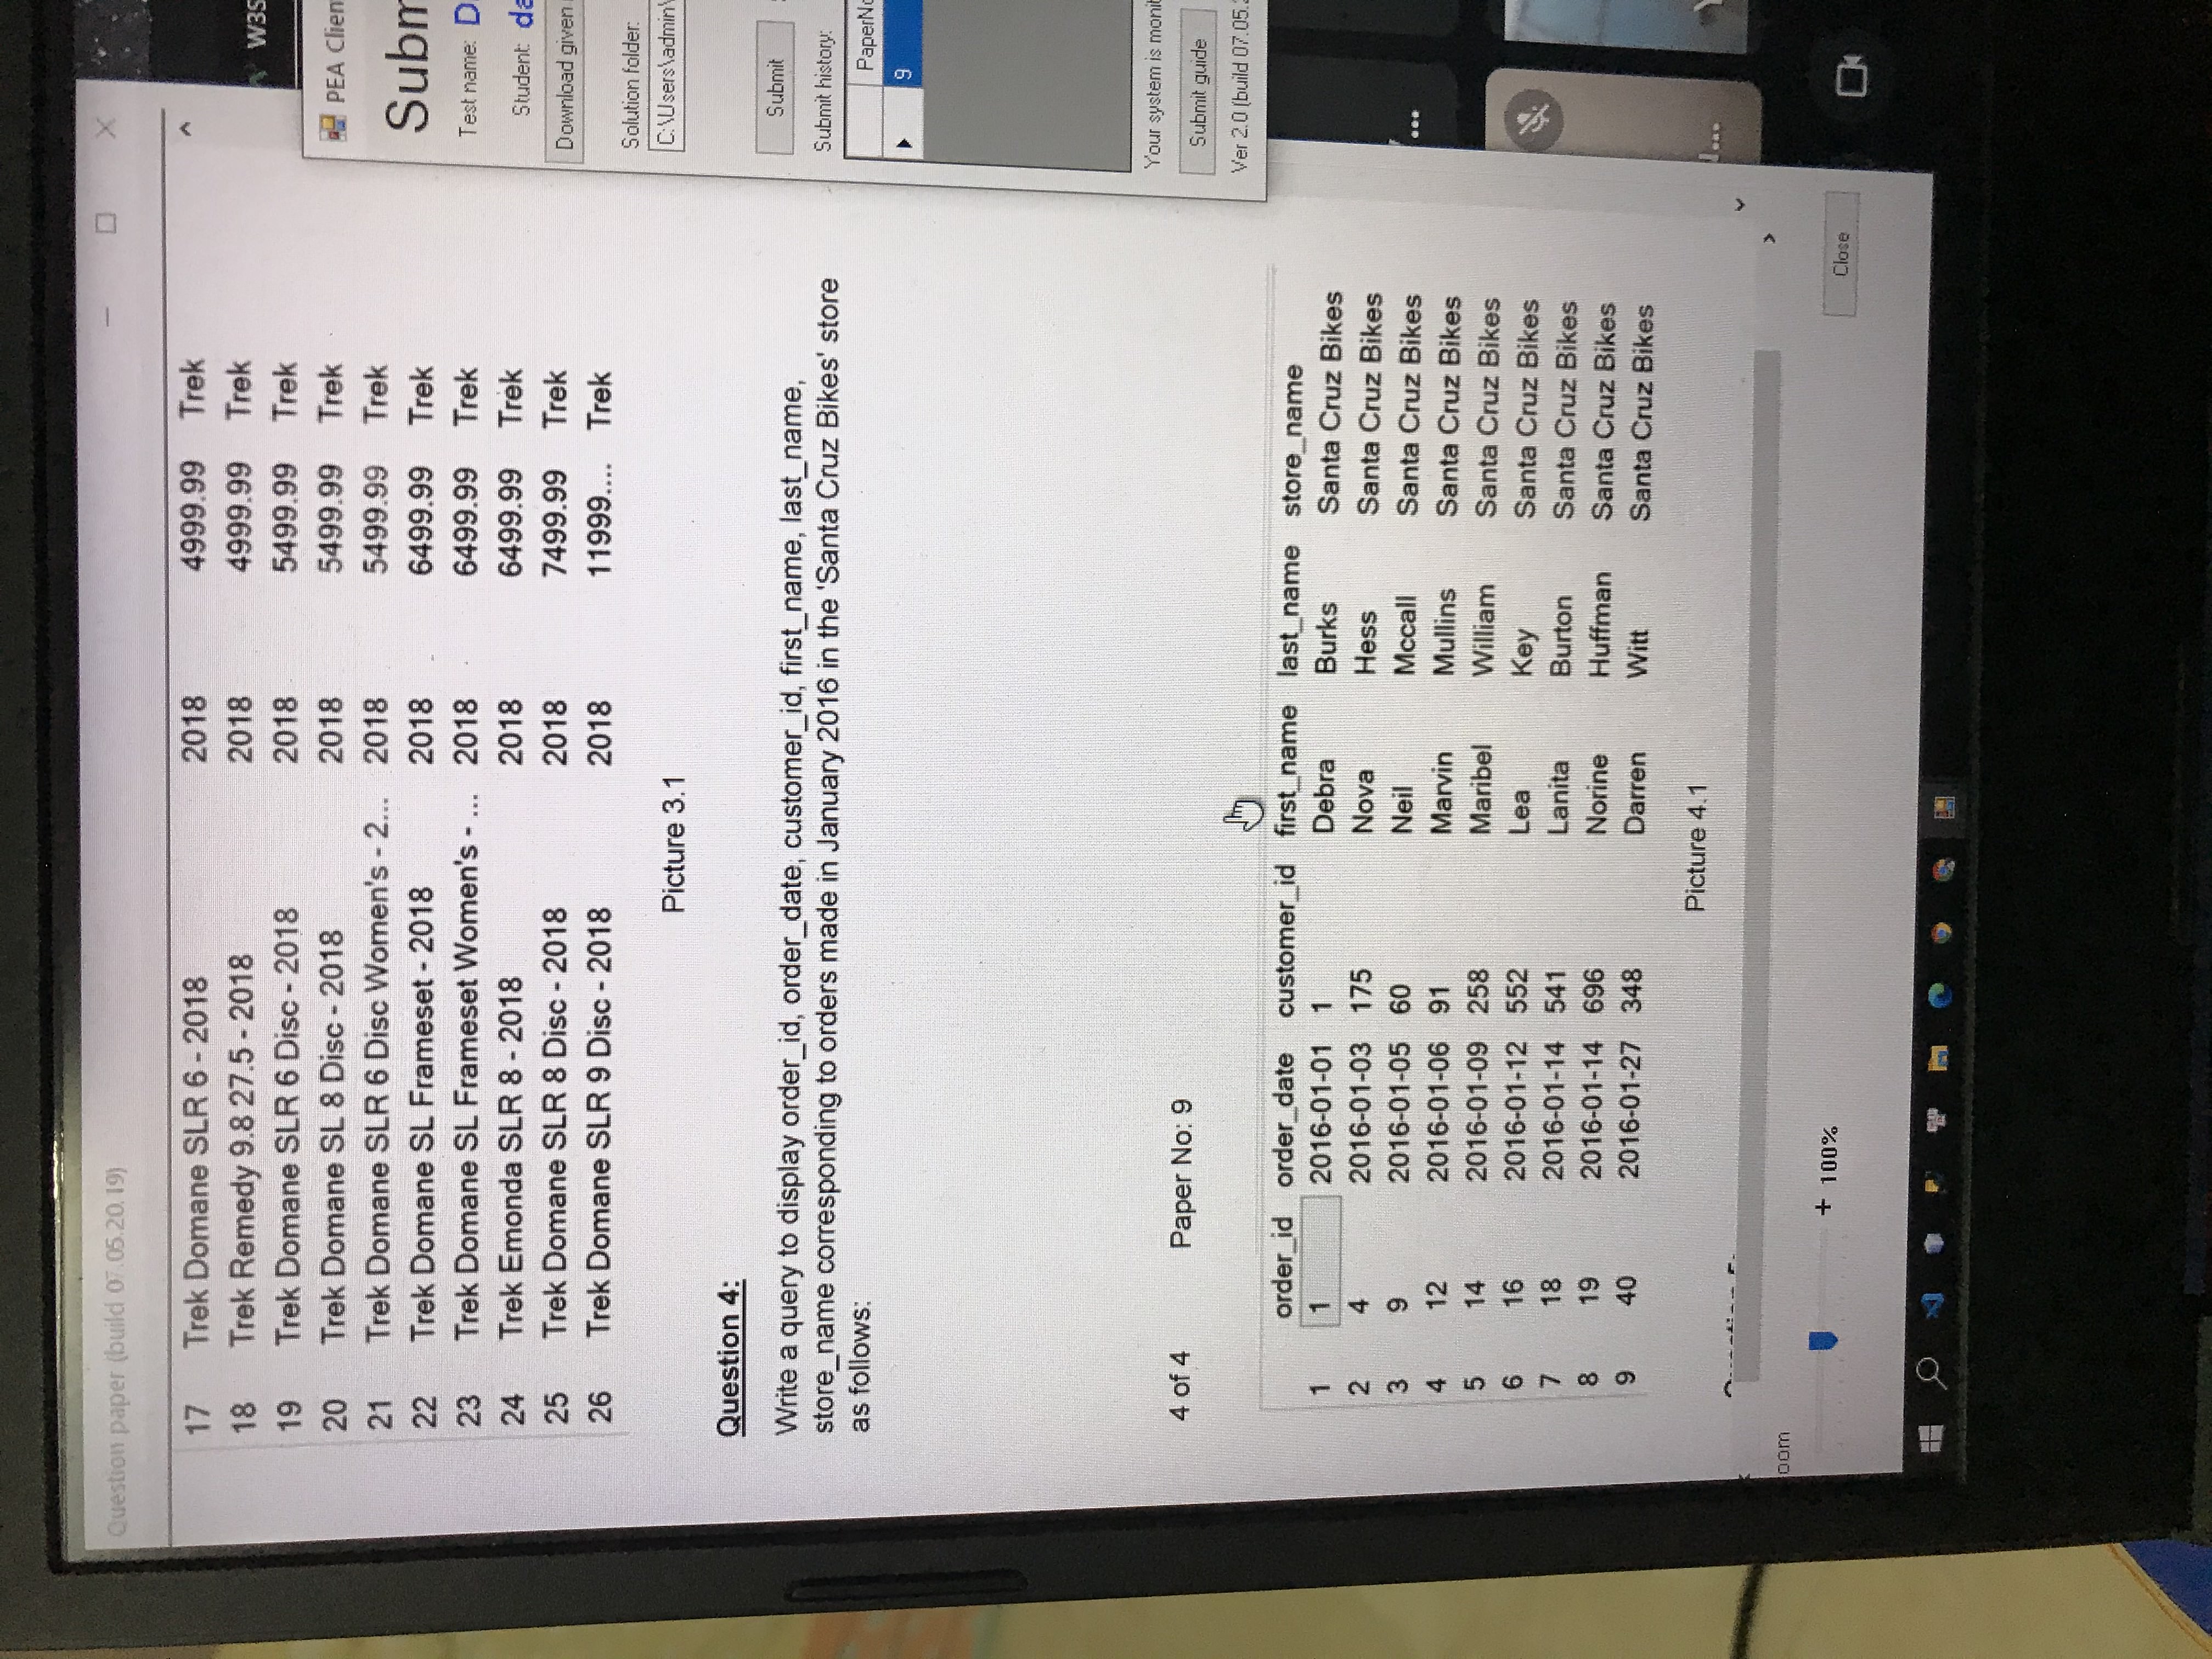 Question paper (build 07.05.20.19)
17 Trek Domane SLR 6 - 2018 2018 4999.99 Trek
18 Trek Remedy 9.8 27.5 - 2018 2018 4999.99 Trek
19 Trek Domane SLR 6 Disc - 2018 2018 5499.99 Trek
20 Trek Domane SL 8 Disc - 2018 2018 5499.99 Trek
21 Trek Domane SLR 6 Disc Women's - 2... 2018 5499.99 Trek
22 Trek Domane SL Frameset - 2018 2018 6499.99 Trek
23 Trek Domane SL Frameset Women's - ... 2018 6499.99 Trek
24 Trek Emonda SLR 8 - 2018 2018 6499.99 Trek
25 Trek Domane SLR 8 Disc - 2018 2018 7499.99 Trek
26 Trek Domane SLR 9 Disc - 2018 2018 11999.... Trek
Picture 3.1
Question 4:
Write a query to display order_id, order_date, customer_id, first_name, last_name,
store_name corresponding to orders made in January 2016 in the 'Santa Cruz Bikes' store
as follows:
4 of 4 Paper No: 9
order_id order_date customer_id first_name last_name store_name
1 1 2016-01-01 1 Debra Burks Santa Cruz Bikes
2 4 2016-01-03 175 Nova Hess Santa Cruz Bikes
3 9 2016-01-05 60 Neil Mccall Santa Cruz Bikes
4 12 2016-01-06 91 Marvin Mullins Santa Cruz Bikes
5 14 2016-01-09 258 Maribel William Santa Cruz Bikes
6 16 2016-01-12 552 Lea Key Santa Cruz Bikes
7 18 2016-01-14 541 Lanita Burton Santa Cruz Bikes
8 19 2016-01-14 696 Norine Huffman Santa Cruz Bikes
9 40 2016-01-27 348 Darren Witt Santa Cruz Bikes
Picture 4.1
oom
+ 100%
Close
W3S
PEA Clien
Subm
Test name: D
Student: da
Download given
Solution folder:
C:\Users\admin\
Submit
Submit history:
PaperNo
9
Your system is monit
Submit guide
Ver 2.0 (build 07.05.2